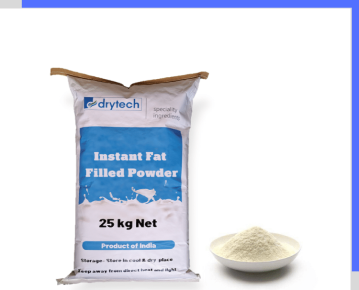 drytech
speciality
ingredients
Instant Fat
Filled Powder
25 kg Net
Product of India
Storage:- Store in cool & dry place
Keep away from direct heat and light